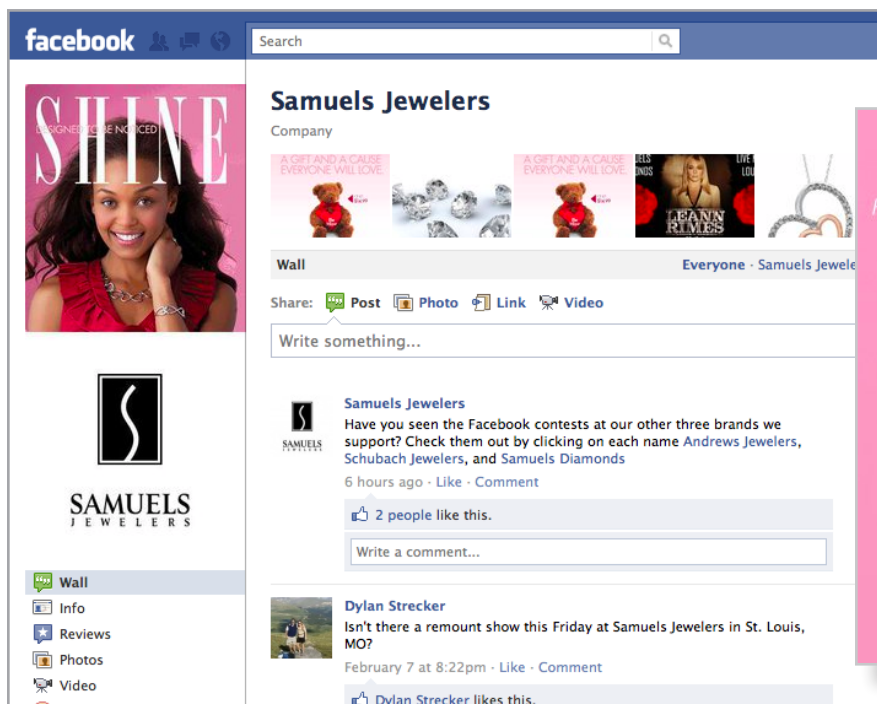 facebook
Search
SHINE
DESIGNED TO BE NOTICED
Samuels Jewelers
Company
A GIFT AND A CAUSE
EVERYONE WILL LOVE.
A GIFT AND A CAUSE
EVERYONE WILL LOVE.
LEANN
RIMES
Wall
Everyone · Samuels Jewele
Share: Post Photo Link Video
Write something...
SAMUELS
JEWELERS
Samuels Jewelers
Have you seen the Facebook contests at our other three brands we
support? Check them out by clicking on each name Andrews Jewelers,
Schubach Jewelers, and Samuels Diamonds
6 hours ago · Like · Comment
2 people like this.
Write a comment...
SAMUELS
JEWELERS
Wall
Info
Reviews
Photos
Video
Dylan Strecker
Isn't there a remount show this Friday at Samuels Jewelers in St. Louis,
MO?
February 7 at 8:22pm · Like · Comment
Dylan Strecker likes this.